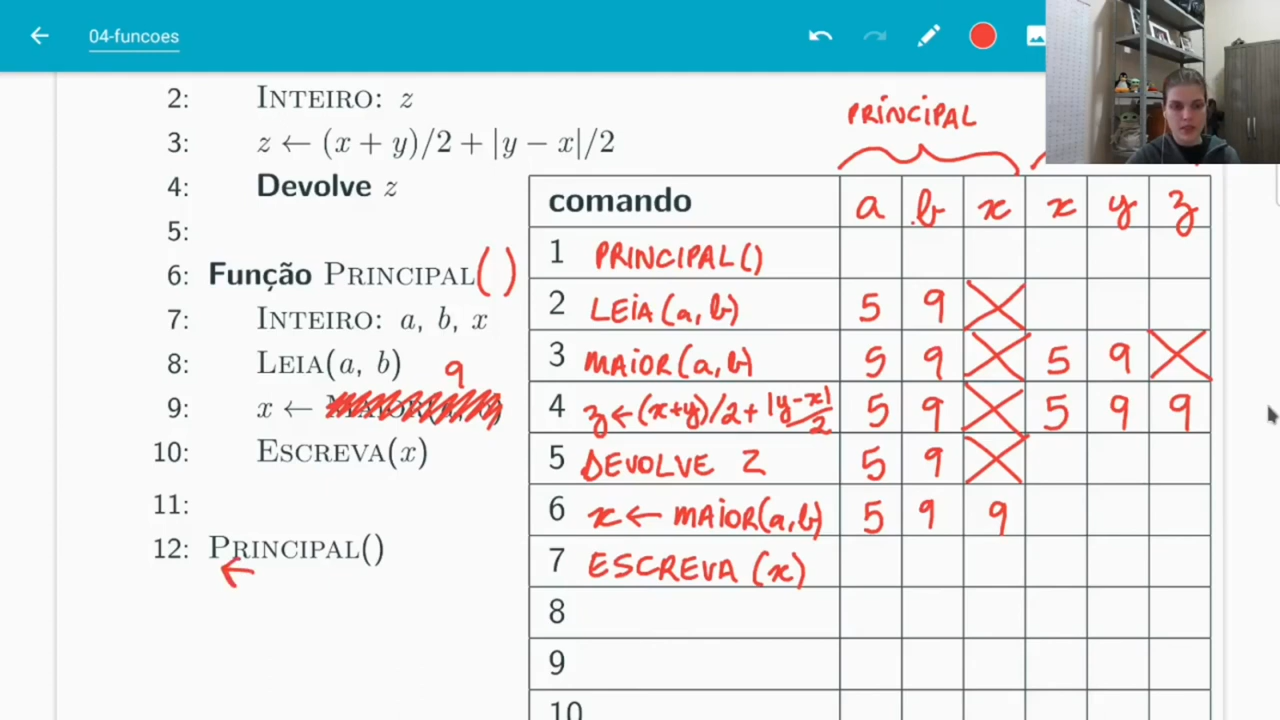 04-funcoes
2: INTEIRO: z
3: z ← (x + y)/2 + |y − x|/2
4: Devolve z
5:
6: Função PRINCIPAL()
7: INTEIRO: a, b, x
8: LEIA(a, b)
9
9: x ←
10: ESCREVA(x)
11:
12: PRINCIPAL()
PRINCIPAL
comando a b x x y z
1 PRINCIPAL()
2 LEIA(a, b) 5 9
3 MAIOR(a, b) 5 9 5 9
4 z←(x+y)/2+|y-x|/2 5 9 5 9 9
5 DEVOLVE Z 5 9
6 x ← MAIOR(a, b) 5 9 9
7 ESCREVA (x)
8
9
10